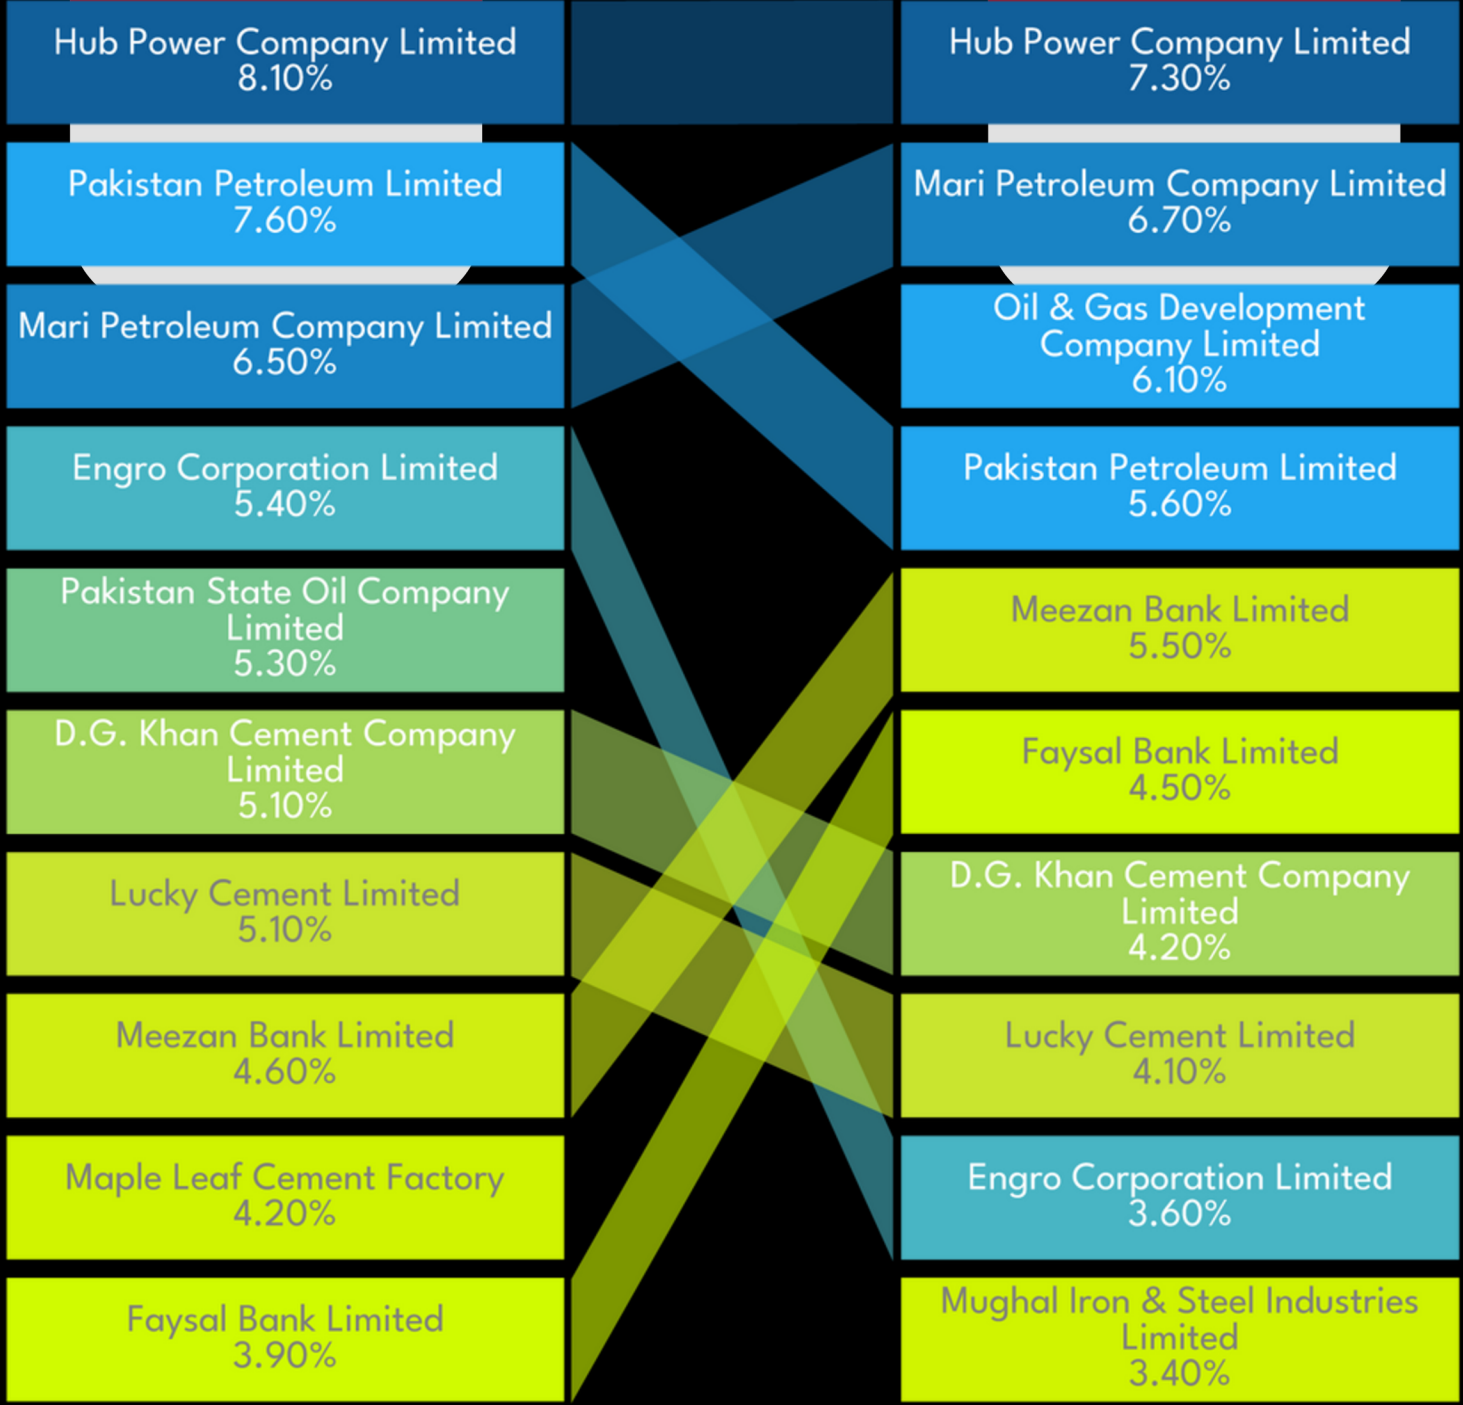 Hub Power Company Limited
8.10%
Pakistan Petroleum Limited
7.60%
Mari Petroleum Company Limited
6.50%
Engro Corporation Limited
5.40%
Pakistan State Oil Company
Limited
5.30%
D.G. Khan Cement Company
Limited
5.10%
Lucky Cement Limited
5.10%
Meezan Bank Limited
4.60%
Maple Leaf Cement Factory
4.20%
Faysal Bank Limited
3.90%
Hub Power Company Limited
7.30%
Mari Petroleum Company Limited
6.70%
Oil & Gas Development
Company Limited
6.10%
Pakistan Petroleum Limited
5.60%
Meezan Bank Limited
5.50%
Faysal Bank Limited
4.50%
D.G. Khan Cement Company
Limited
4.20%
Lucky Cement Limited
4.10%
Engro Corporation Limited
3.60%
Mughal Iron & Steel Industries
Limited
3.40%